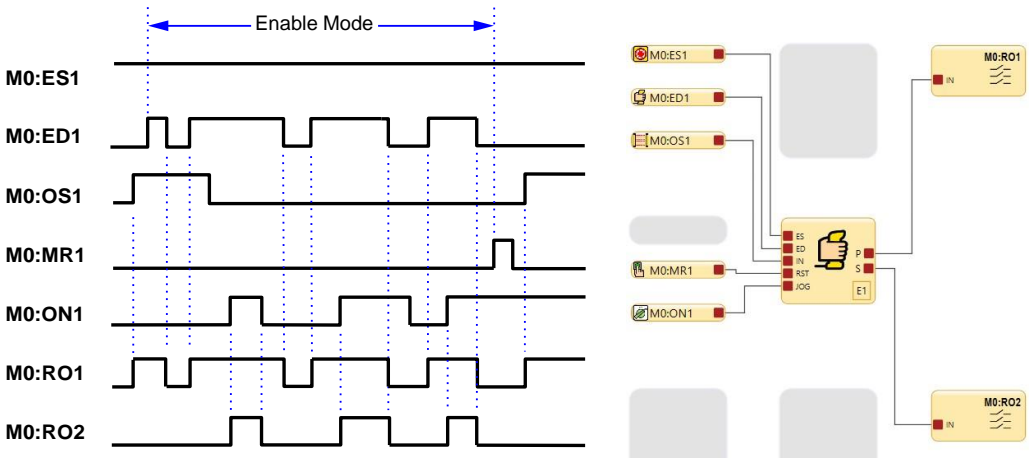 Enable Mode
M0:ES1
M0:ED1
M0:OS1
M0:MR1
M0:ON1
M0:RO1
M0:RO2
M0:ES1
M0:ED1
M0:OS1
M0:MR1
M0:ON1
ES
ED
IN
RST
JOG
P
S
E1
M0:RO1
IN
M0:RO2
IN